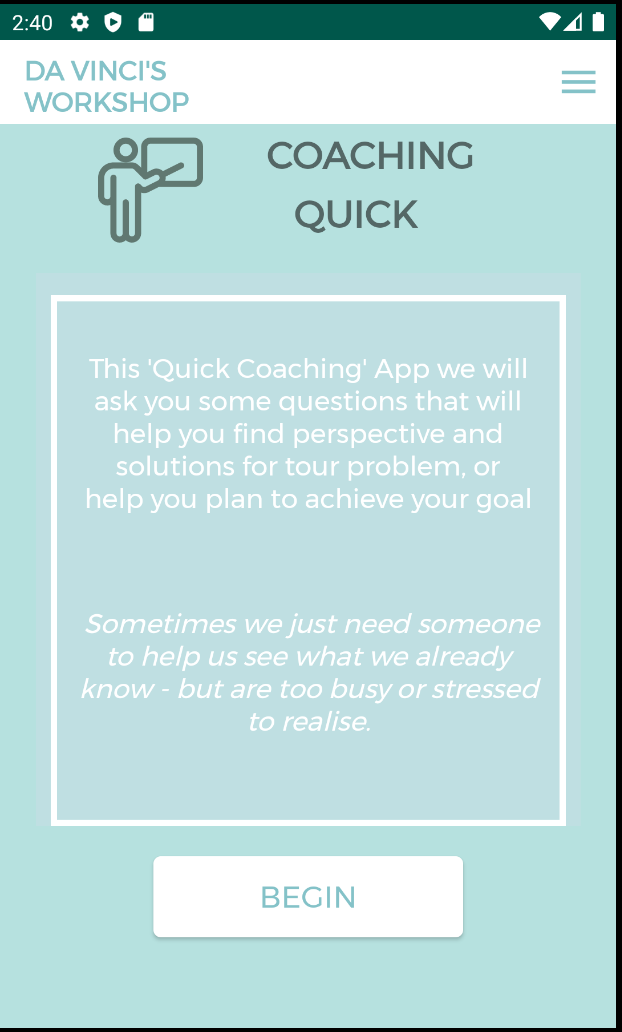 2:40
DA VINCI'S
WORKSHOP
COACHING
QUICK
This 'Quick Coaching' App we will
ask you some questions that will
help you find perspective and
solutions for tour problem, or
help you plan to achieve your goal
Sometimes we just need someone
to help us see what we already
know - but are too busy or stressed
to realise.
BEGIN